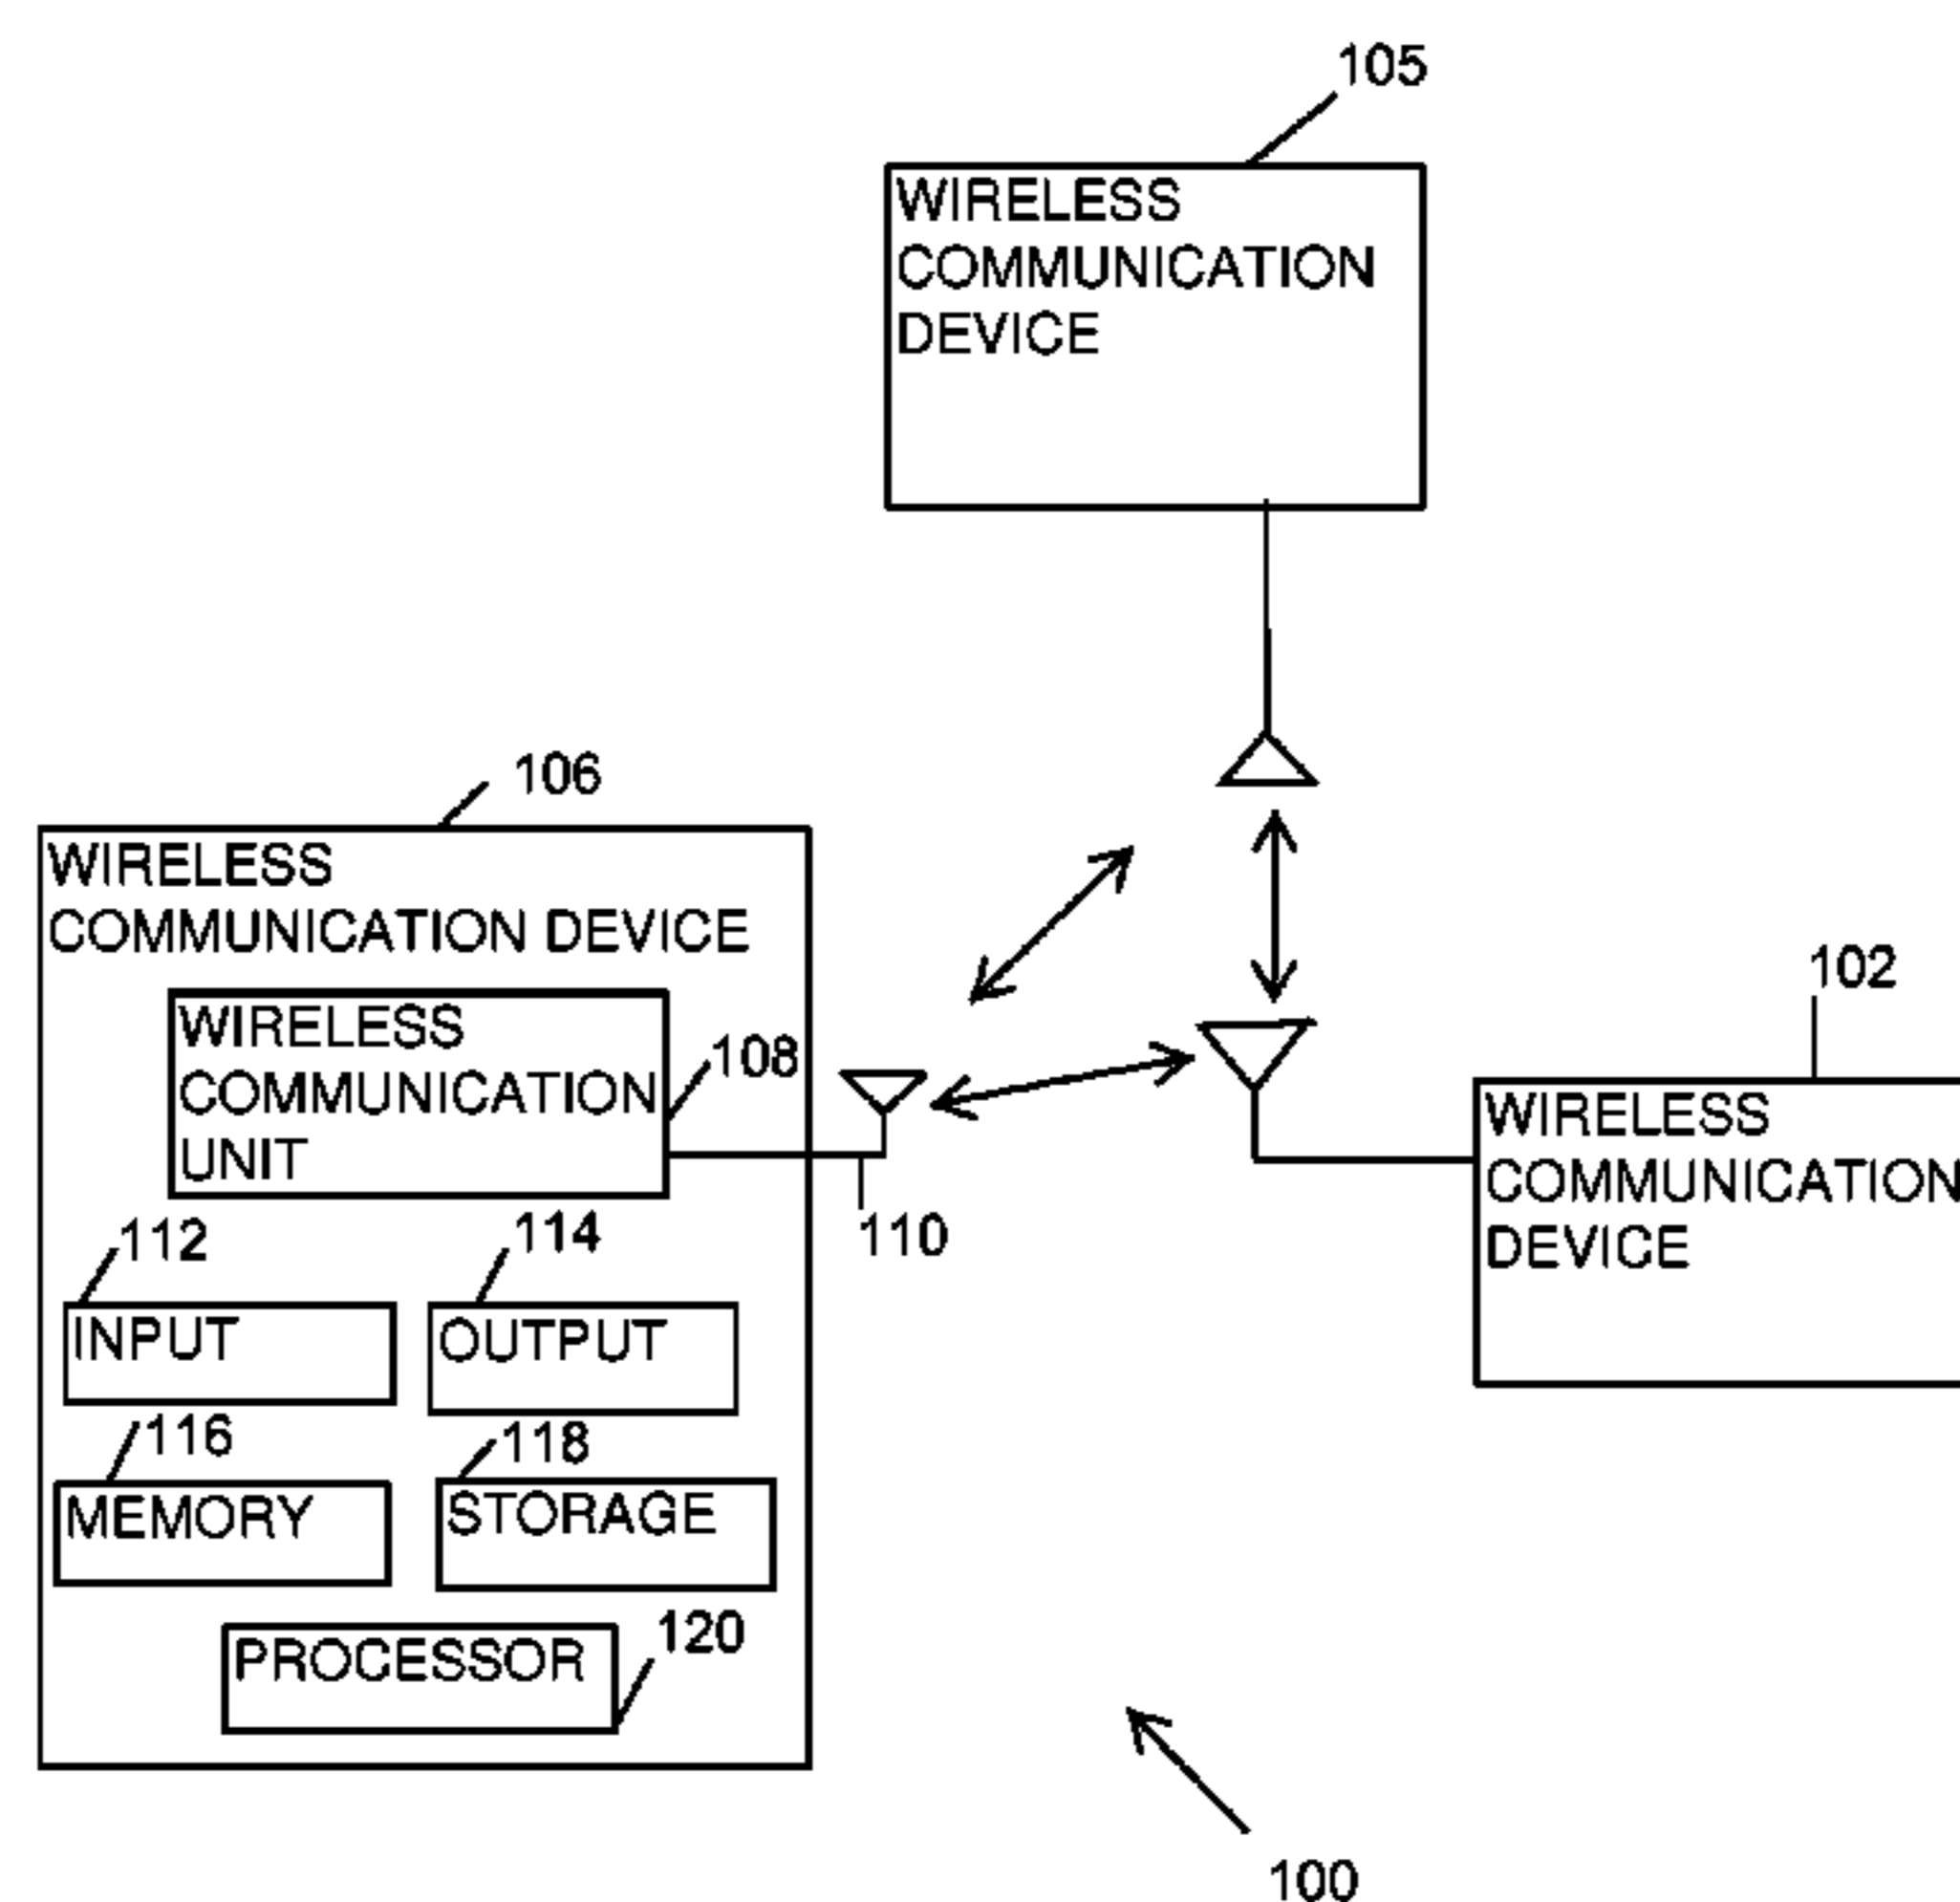 105
WIRELESS
COMMUNICATION
DEVICE
106
WIRELESS
COMMUNICATION DEVICE
WIRELESS
COMMUNICATION
UNIT
108
110
112
INPUT
114
OUTPUT
116
MEMORY
118
STORAGE
PROCESSOR
120
102
WIRELESS
COMMUNICATION
DEVICE
100